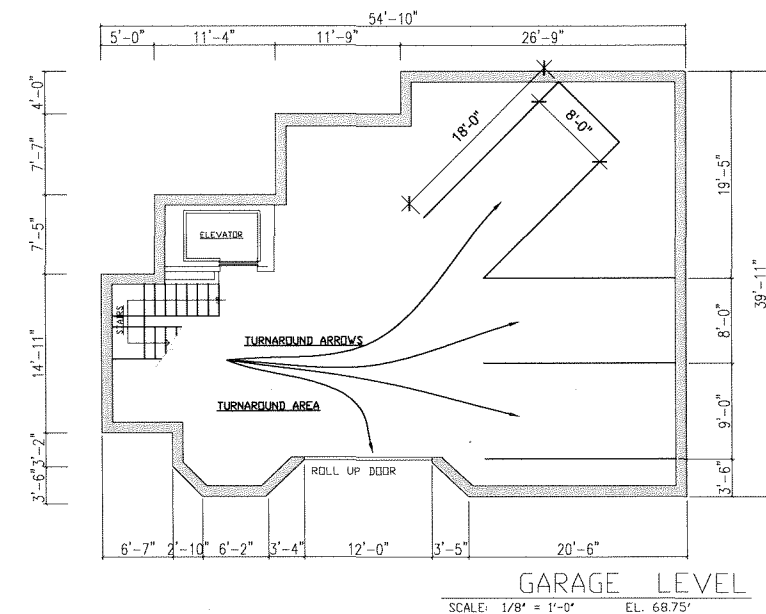 54'-10"
5'-0" 11'-4" 11'-9" 26'-9"
4'-0"
7'-7"
7'-5"
14'-11"
3'-2"
3'-6"
18'-0"
8'-0"
19'-5"
39'-11"
8'-0"
9'-0"
3'-6"
ELEVATOR
STAIRS
TURNAROUND ARROWS
TURNAROUND AREA
ROLL UP DOOR
6'-7" 2'-10" 6'-2" 3'-4" 12'-0" 3'-5" 20'-6"
GARAGE LEVEL
SCALE: 1/8" = 1'-0" EL. 68.75'